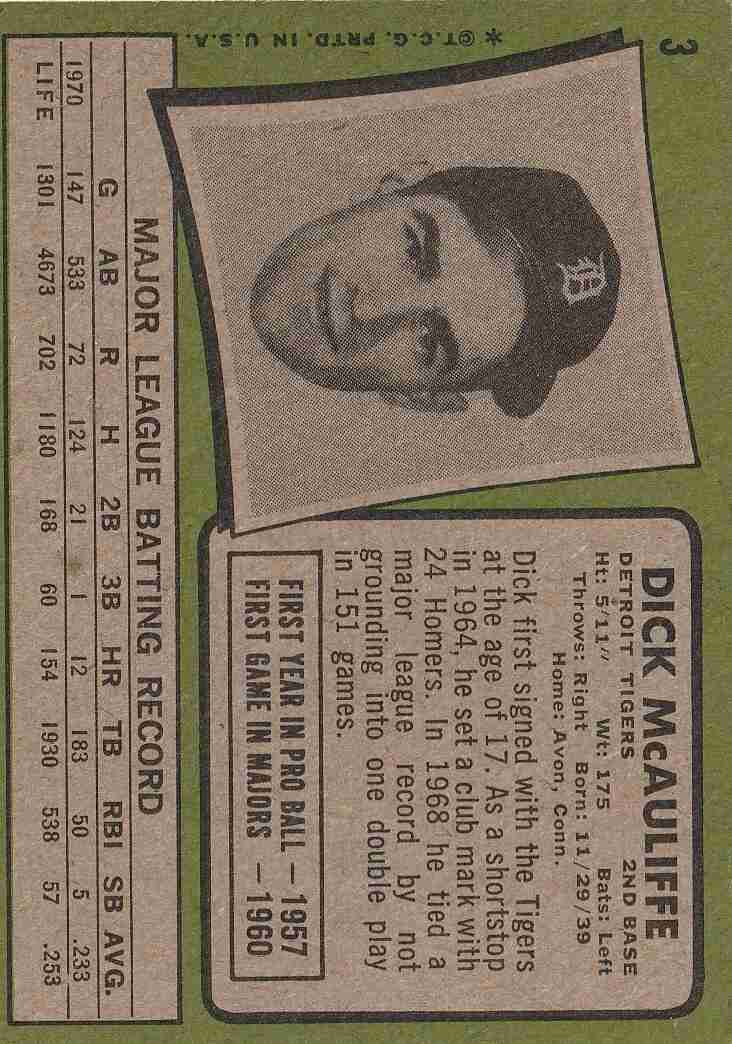 3
* ©T.C.G. PRTD. IN U.S.A.
D
DICK McAULIFFE
DETROIT TIGERS 2ND BASE
Ht: 5'11" Wt: 175 Bats: Left
Throws: Right Born: 11/29/39
Home: Avon, Conn.
Dick first signed with the Tigers
at the age of 17. As a shortstop
in 1964, he set a club mark with
24 Homers. In 1968 he tied a
major league record by not
grounding into one double play
in 151 games.
FIRST YEAR IN PRO BALL — 1957
FIRST GAME IN MAJORS — 1960
MAJOR LEAGUE BATTING RECORD
G AB R H 2B 3B HR TB RBI SB AVG.
1970 147 533 72 124 21 1 12 183 50 5 .233
LIFE 1301 4673 702 1180 168 60 154 1930 538 57 .253